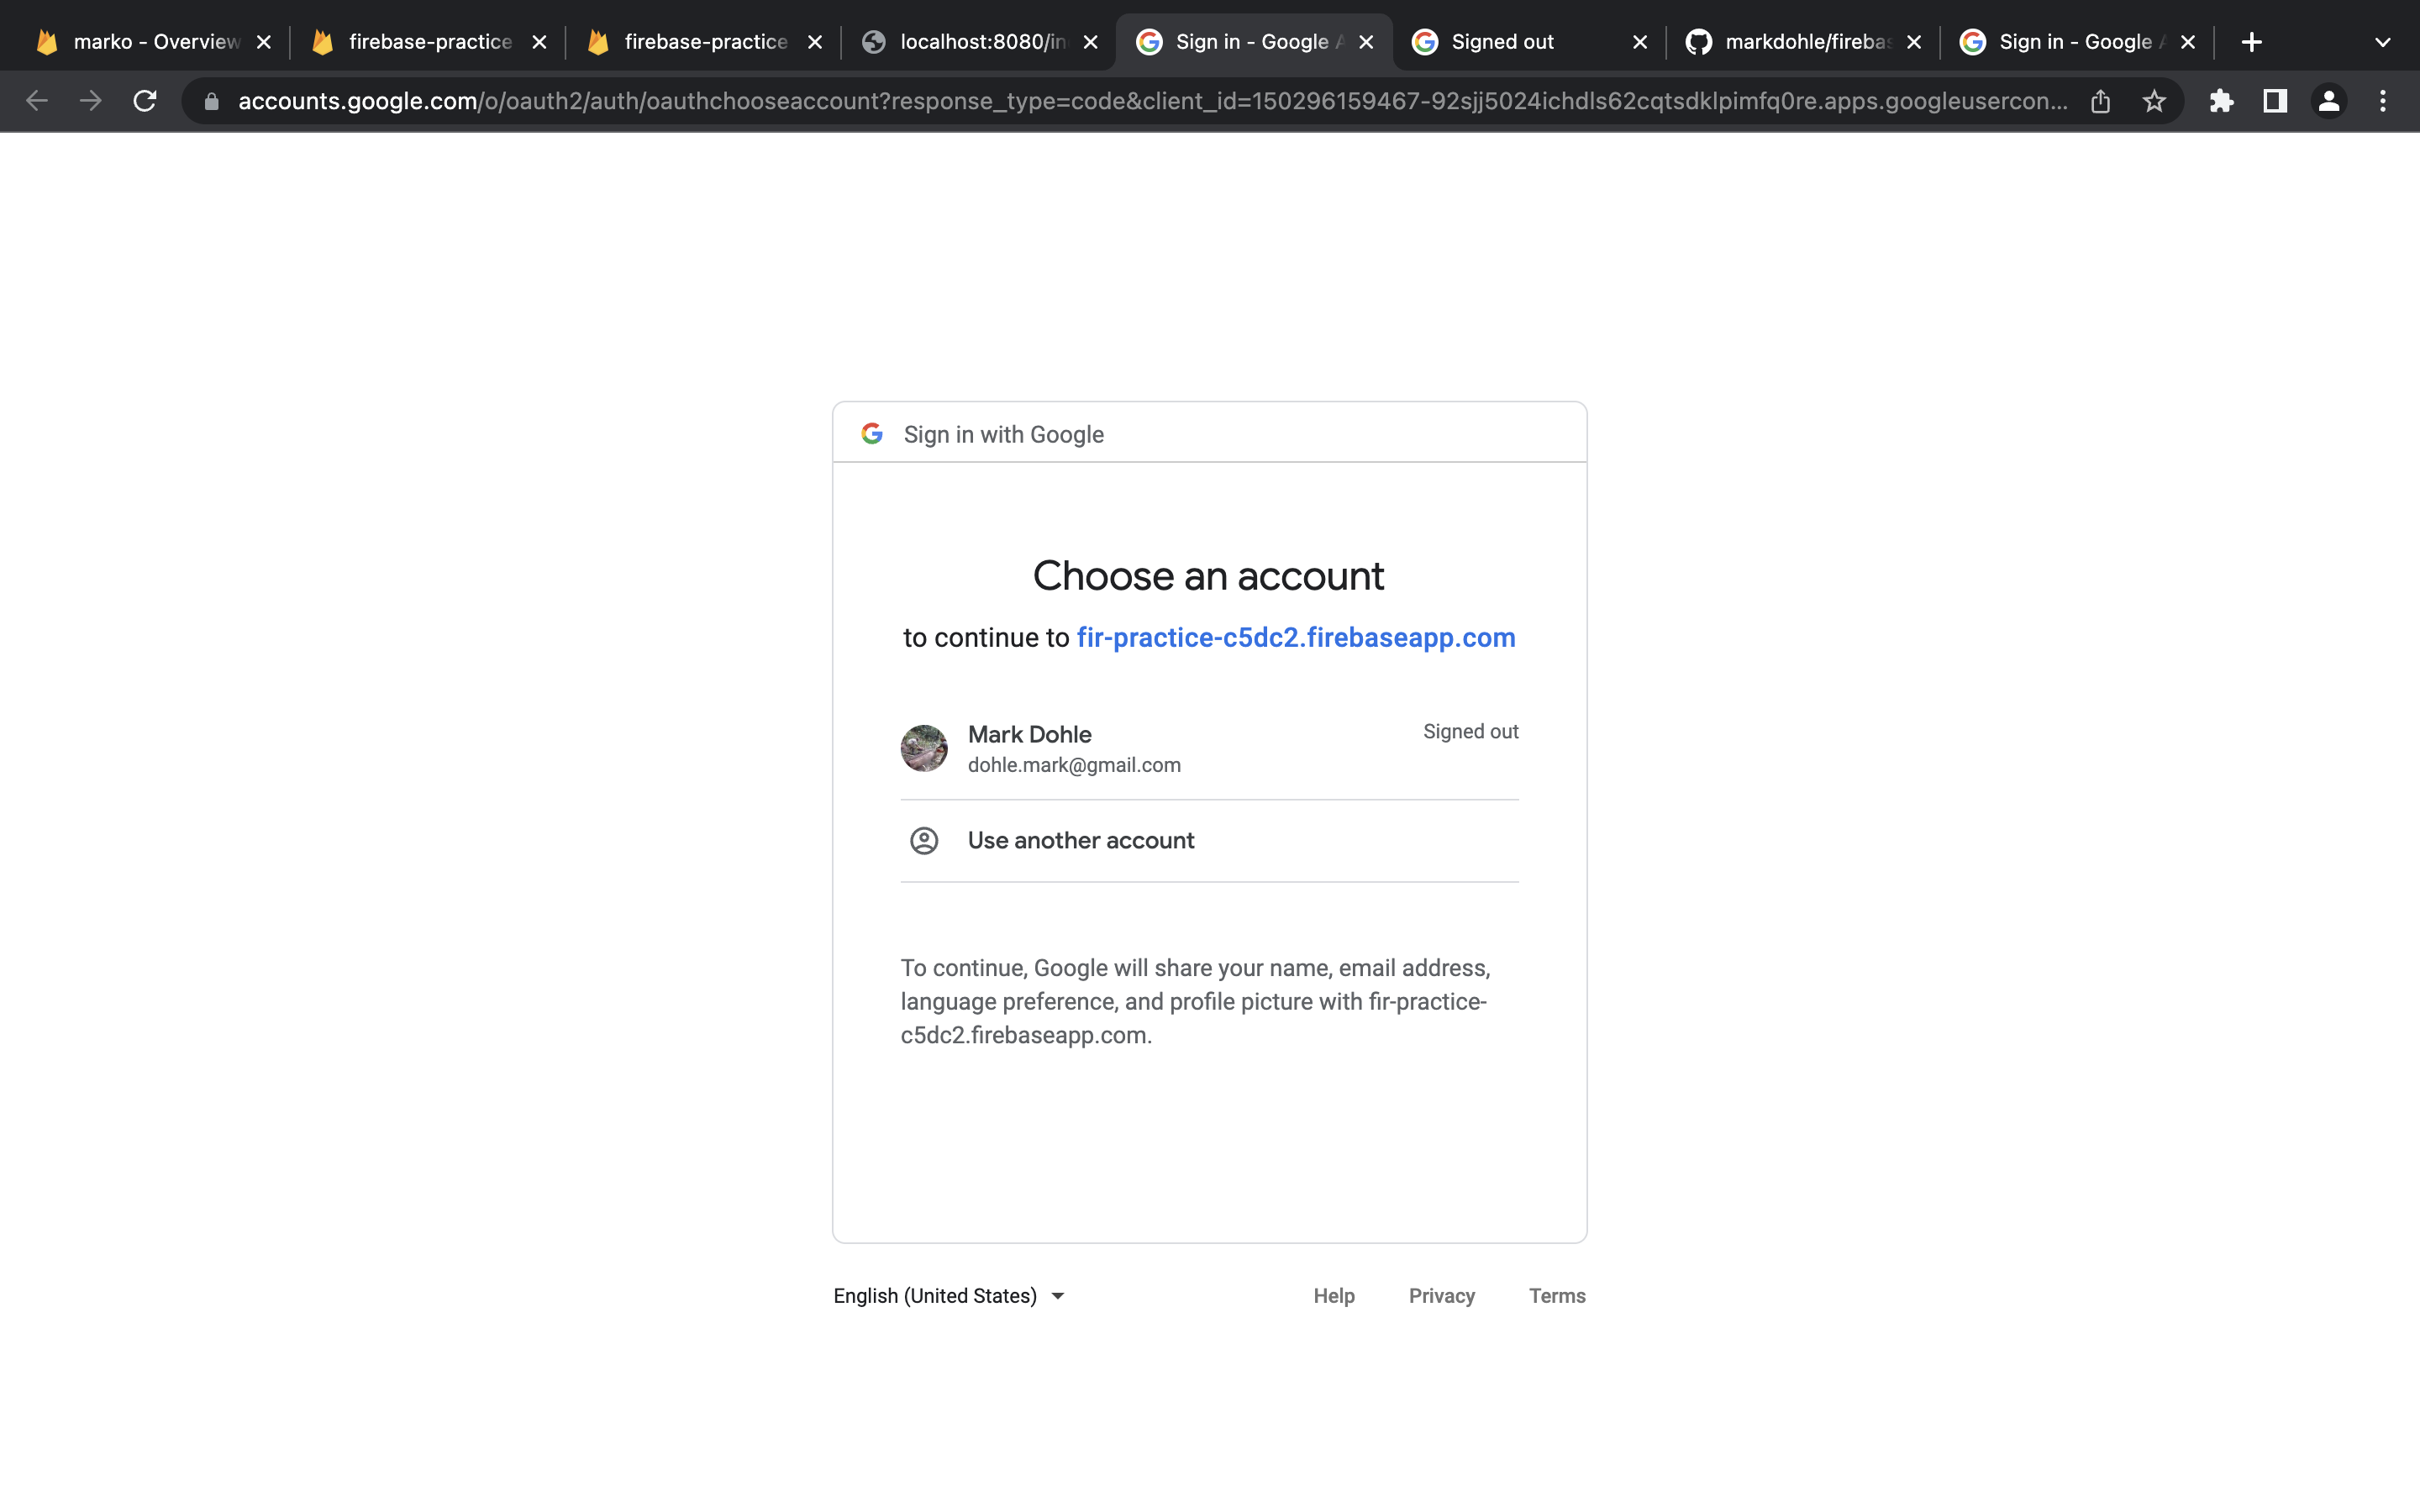 marko - Overview
firebase-practice
firebase-practice
localhost:8080/in
Sign in - Google A
Signed out
markdohle/firebas
Sign in - Google A
accounts.google.com/o/oauth2/auth/oauthchooseaccount?response_type=code&client_id=150296159467-92sjj5024ichdls62cqtsdklpimfq0re.apps.googleusercon...
Sign in with Google
Choose an account
to continue to fir-practice-c5dc2.firebaseapp.com
Mark Dohle
Signed out
dohle.mark@gmail.com
Use another account
To continue, Google will share your name, email address,
language preference, and profile picture with fir-practice-
c5dc2.firebaseapp.com.
English (United States)
Help Privacy Terms